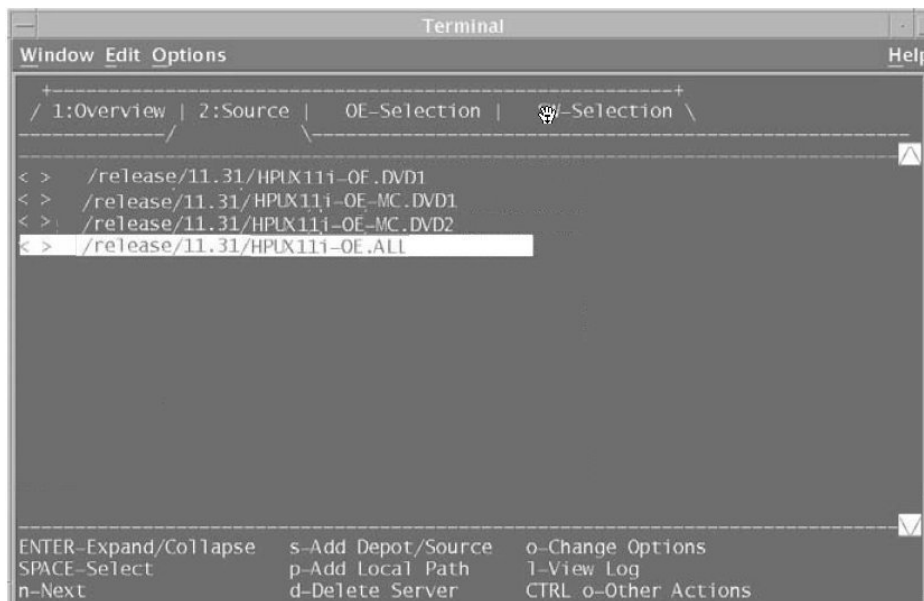 Terminal
Window Edit Options Help
/ 1:Overview | 2:Source | OE-Selection | -Selection \
< > /release/11.31/HPUX11i-OE.DVD1
< > /release/11.31/HPUX11i-OE-MC.DVD1
< > /release/11.31/HPUX11i-OE-MC.DVD2
< > /release/11.31/HPUX11i-OE.ALL
ENTER-Expand/Collapse s-Add Depot/Source o-Change Options
SPACE-Select p-Add Local Path l-View Log
n-Next d-Delete Server CTRL o-Other Actions